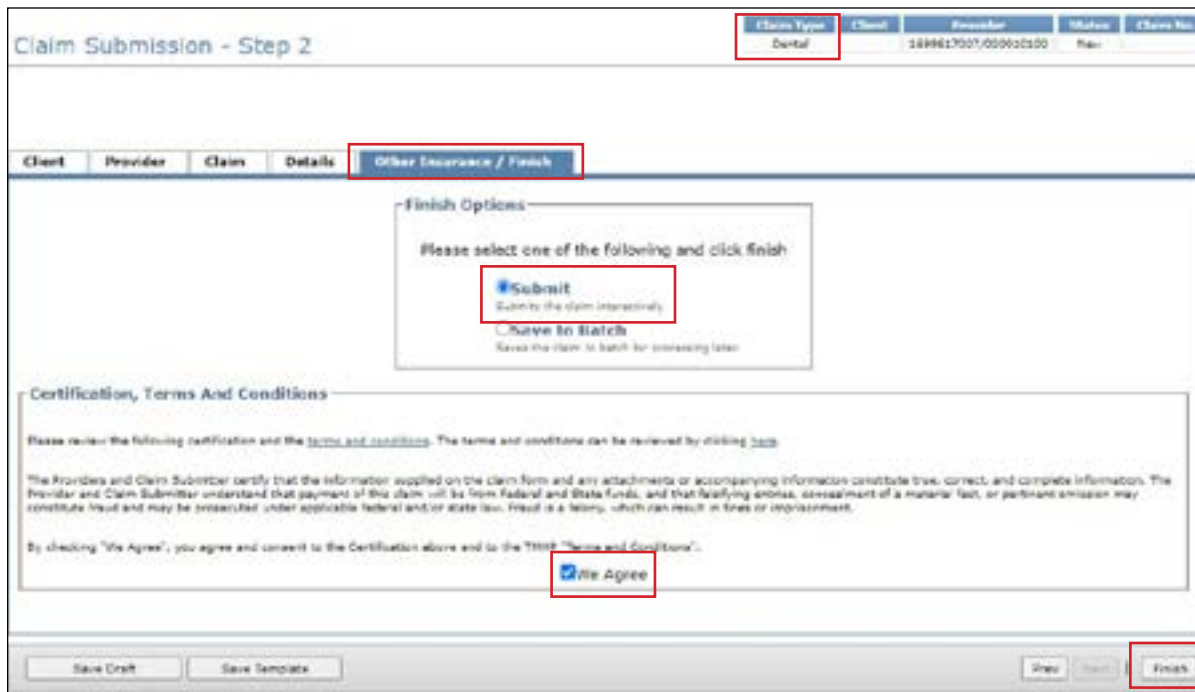 Claim Submission - Step 2
Claim Type Client Provider Status Claim No.
Dental New
Client Provider Claim Details Other Insurance / Finish
Finish Options
Please select one of the following and click finish
Submit
Submits the claim interactively
Save to Batch
Saves the claim to batch for processing later
Certification, Terms And Conditions
Please review the following certification and the terms and conditions. The terms and conditions can be reviewed by clicking here.
The Providers and Claim Submitter certify that the information supplied on the claim form and any attachments or accompanying information constitute true, correct, and complete information. The
Provider and Claim Submitter understand that payment of this claim will be from Federal and State funds, and that falsifying entries, concealment of a material fact, or pertinent omission may
constitute fraud and may be prosecuted under applicable federal and/or state law. Fraud is a felony, which can result in fines or imprisonment.
By checking "We Agree", you agree and consent to the Certification above and to the TMHP "Terms and Conditions".
We Agree
Save Draft Save Template Prev Next | Finish